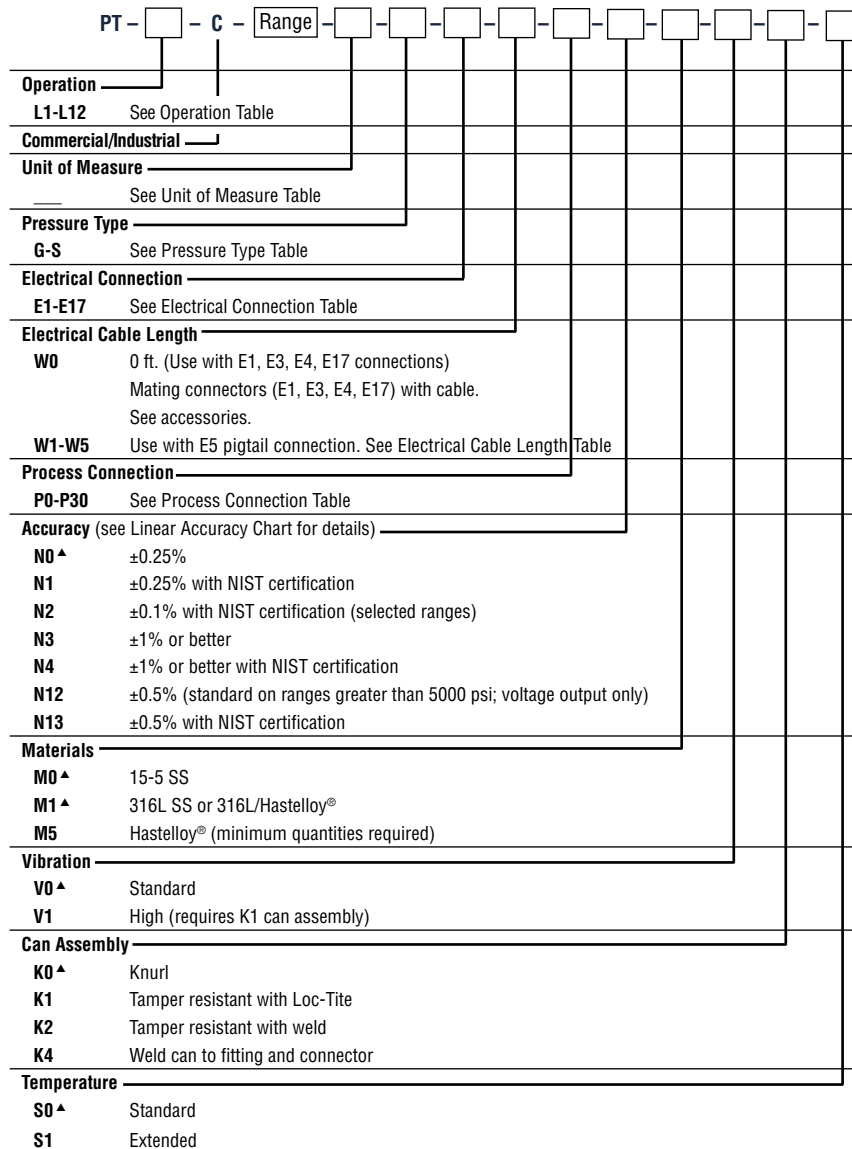 PT – – C – Range – – – – – – – – – –
Operation
L1-L12 See Operation Table
Commercial/Industrial
Unit of Measure
___ See Unit of Measure Table
Pressure Type
G-S See Pressure Type Table
Electrical Connection
E1-E17 See Electrical Connection Table
Electrical Cable Length
W0 0 ft. (Use with E1, E3, E4, E17 connections)
Mating connectors (E1, E3, E4, E17) with cable.
See accessories.
W1-W5 Use with E5 pigtail connection. See Electrical Cable Length Table
Process Connection
P0-P30 See Process Connection Table
Accuracy (see Linear Accuracy Chart for details)
N0▲ ±0.25%
N1 ±0.25% with NIST certification
N2 ±0.1% with NIST certification (selected ranges)
N3 ±1% or better
N4 ±1% or better with NIST certification
N12 ±0.5% (standard on ranges greater than 5000 psi; voltage output only)
N13 ±0.5% with NIST certification
Materials
M0▲ 15-5 SS
M1▲ 316L SS or 316L/Hastelloy®
M5 Hastelloy® (minimum quantities required)
Vibration
V0▲ Standard
V1 High (requires K1 can assembly)
Can Assembly
K0▲ Knurl
K1 Tamper resistant with Loc-Tite
K2 Tamper resistant with weld
K4 Weld can to fitting and connector
Temperature
S0▲ Standard
S1 Extended